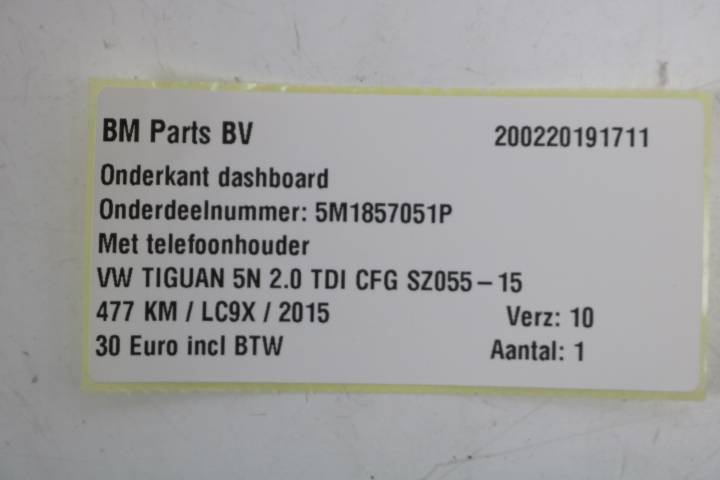 BM Parts BV 200220191711
Onderkant dashboard
Onderdeelnummer: 5M1857051P
Met telefoonhouder
VW TIGUAN 5N 2.0 TDI CFG SZ055-15
477 KM / LC9X / 2015 Verz: 10
30 Euro incl BTW Aantal: 1